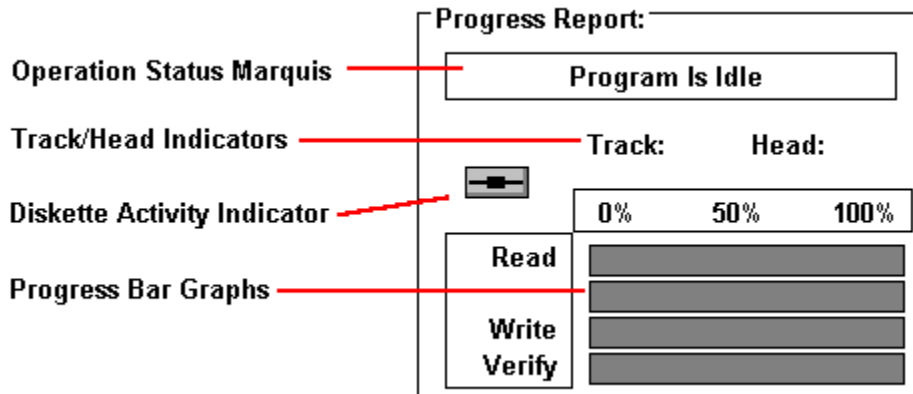 Progress Report:
Operation Status Marquis
Program Is Idle
Track/Head Indicators
Track: Head:
Diskette Activity Indicator
0% 50% 100%
Read
Progress Bar Graphs
Write
Verify